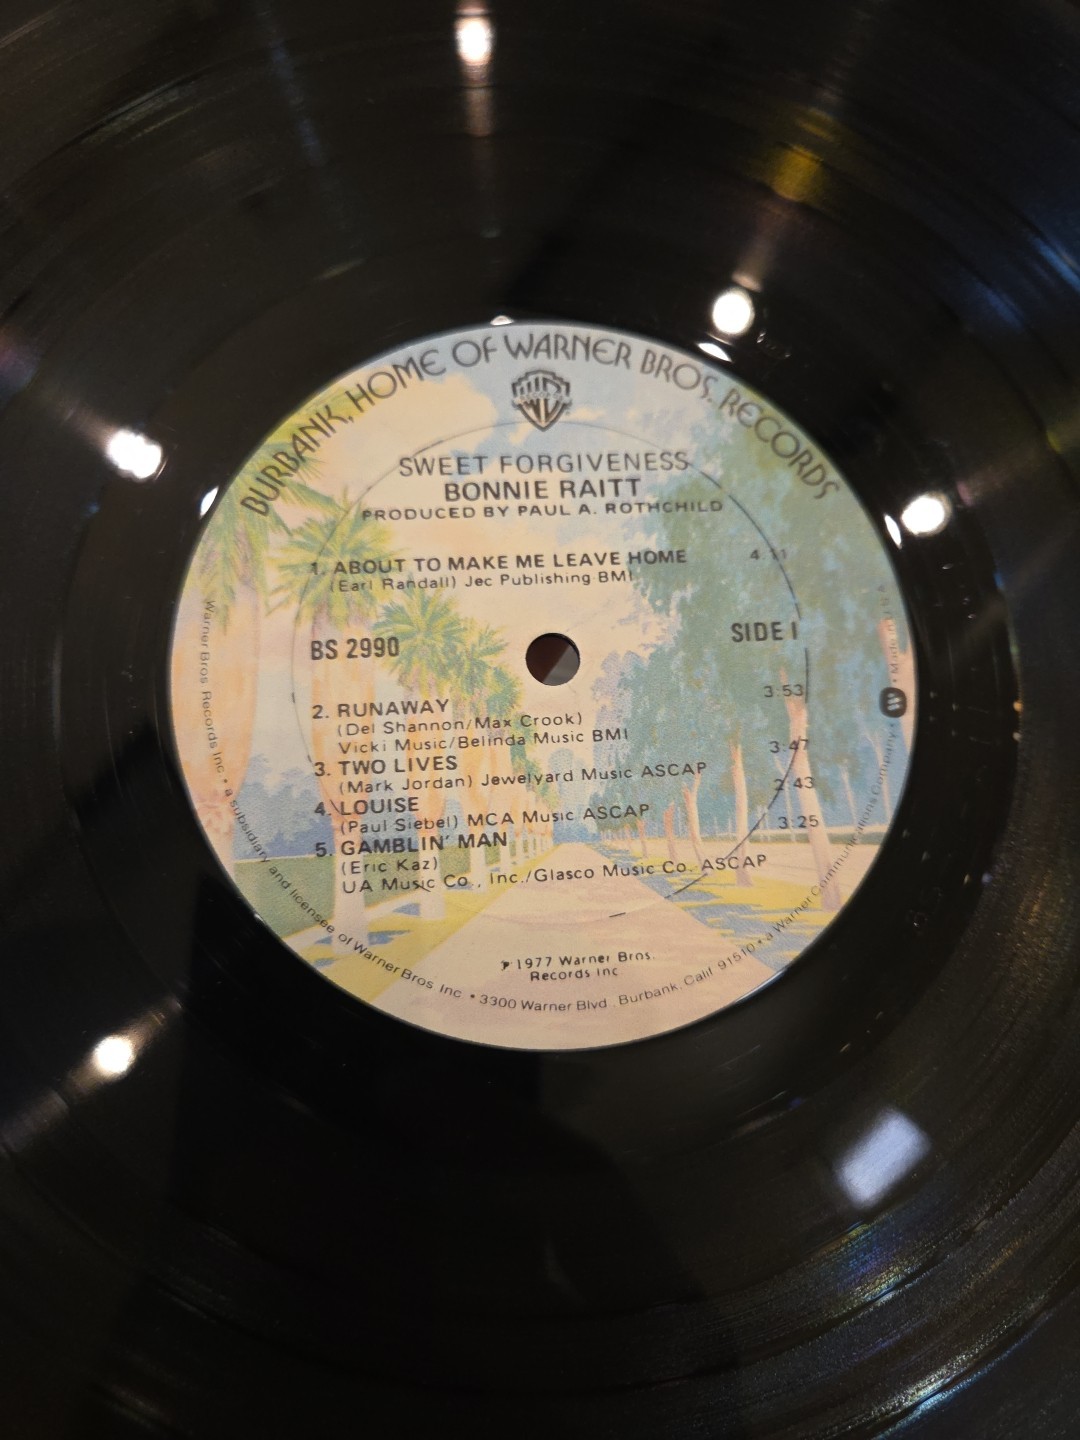 BURBANK, HOME OF WARNER BROS. RECORDS
SWEET FORGIVENESS
BONNIE RAITT
PRODUCED BY PAUL A. ROTHCHILD
1. ABOUT TO MAKE ME LEAVE HOME 4:11
(Earl Randall) Jec Publishing BMI
BS 2990 SIDE 1
2. RUNAWAY 3:53
(Del Shannon/Max Crook)
Vicki Music/Belinda Music BMI
3. TWO LIVES 3:47
(Mark Jordan) Jewelyard Music ASCAP
4. LOUISE 2:43
(Paul Siebel) MCA Music ASCAP
5. GAMBLIN' MAN 3:25
(Eric Kaz)
UA Music Co., Inc./Glasco Music Co. ASCAP
℗ 1977 Warner Bros.
Records Inc
Warner Bros Records Inc • a subsidiary and licensee of Warner Bros Inc • 3300 Warner Blvd. Burbank, Calif 91510 • a Warner Communications Company • Made in U.S.A.